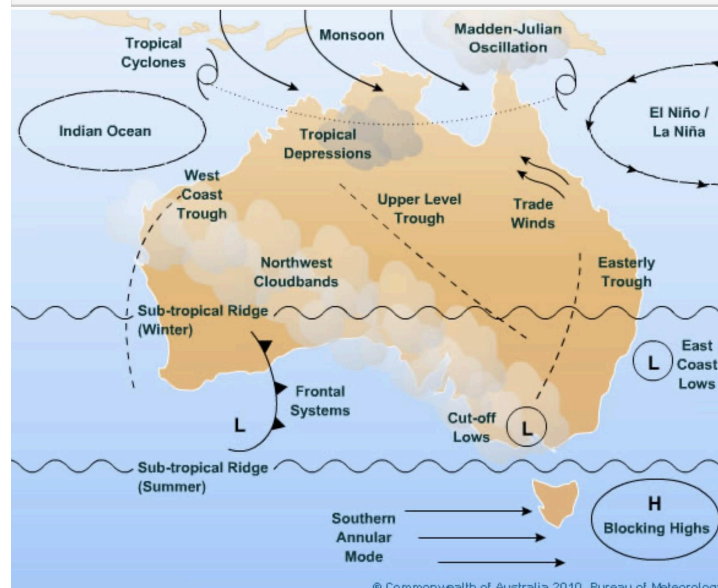 Tropical
Cyclones
Monsoon
Madden-Julian
Oscillation
El Niño /
La Niña
Indian Ocean
Tropical
Depressions
West
Coast
Trough
Upper Level
Trough
Trade
Winds
Northwest
Cloudbands
Easterly
Trough
Sub-tropical Ridge
(Winter)
East
Coast
Lows
L
Frontal
Systems
L
Cut-off
Lows
L
Sub-tropical Ridge
(Summer)
Southern
Annular
Mode
H
Blocking Highs
© Commonwealth of Australia 2010, Bureau of Meteorology